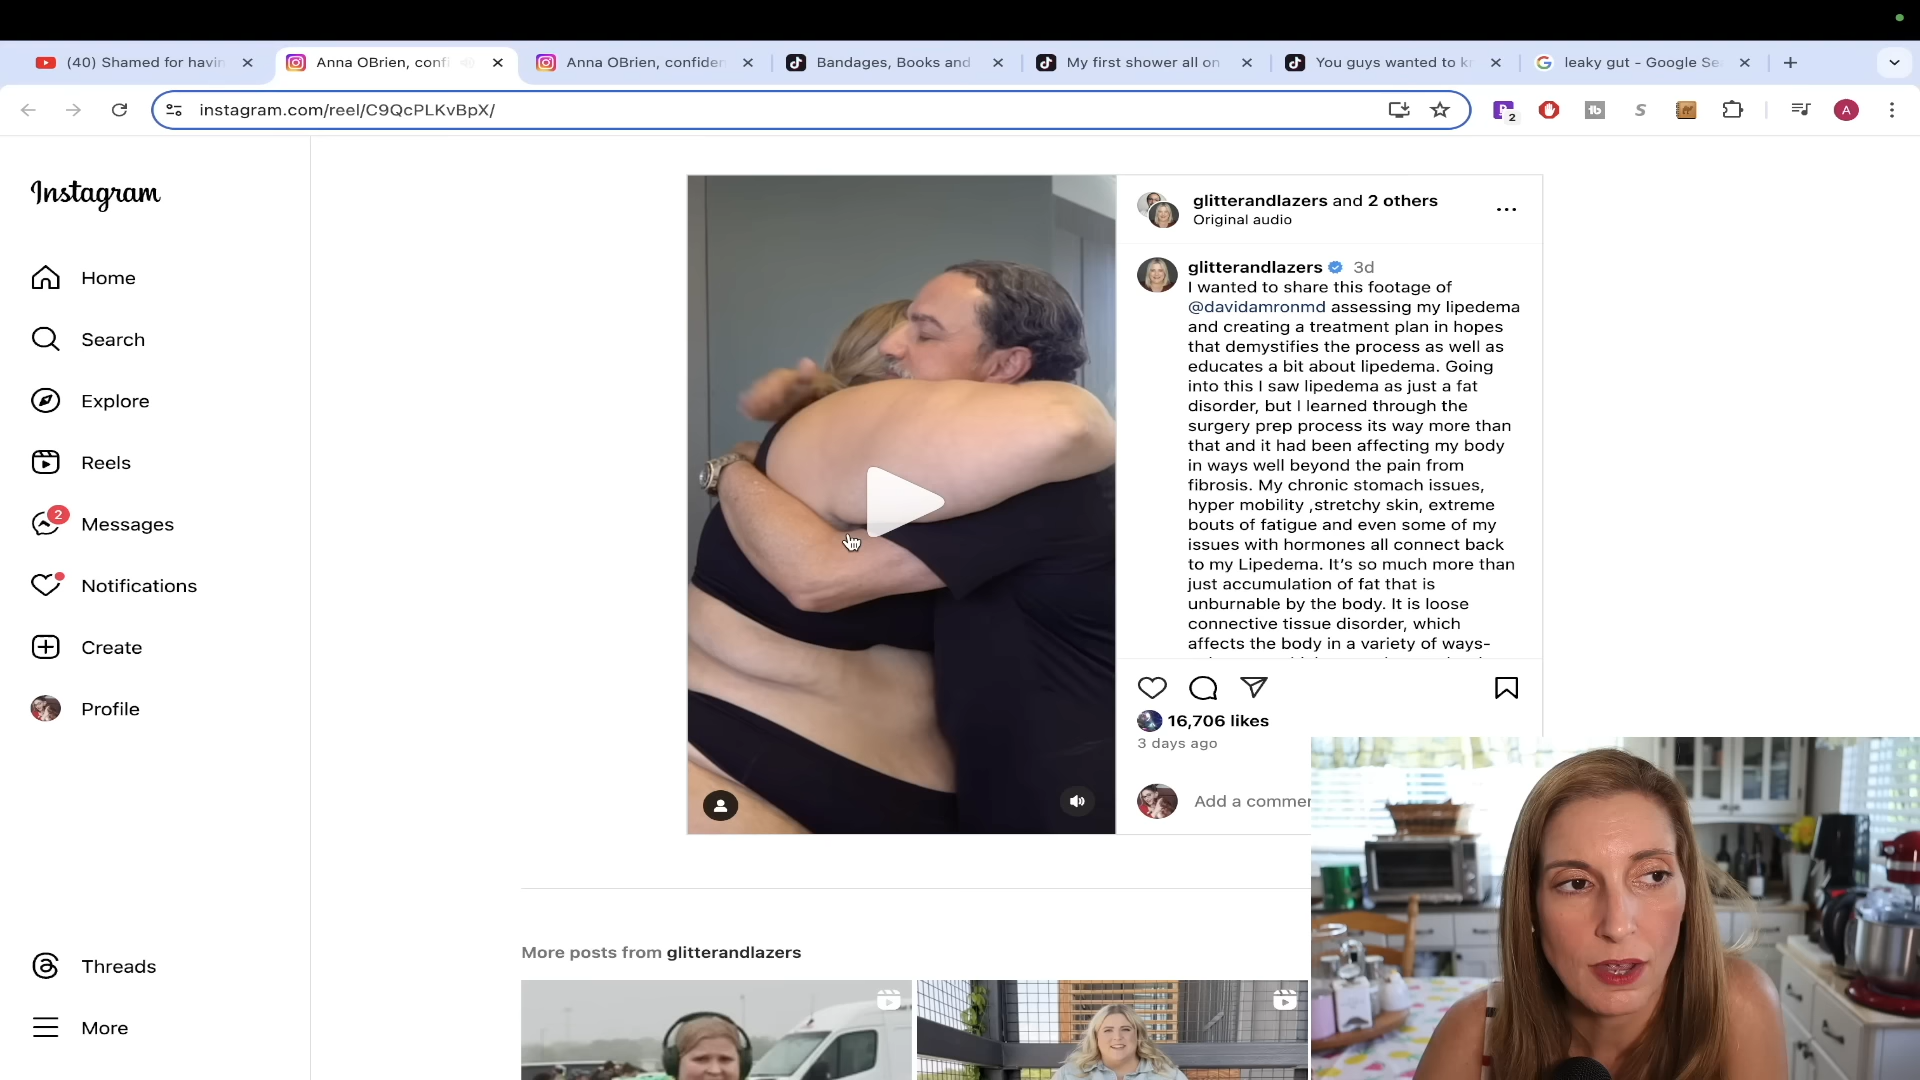 (40) Shamed for havin
Anna OBrien, confi
Anna OBrien, confiden
Bandages, Books and
My first shower all on
You guys wanted to k
leaky gut - Google Se
instagram.com/reel/C9QcPLKvBpX/
2
A
Instagram
Home
Search
Explore
Reels
2
Messages
Notifications
Create
Profile
Threads
More
glitterandlazers and 2 others
Original audio
glitterandlazers 3d
I wanted to share this footage of
@davidamronmd assessing my lipedema
and creating a treatment plan in hopes
that demystifies the process as well as
educates a bit about lipedema. Going
into this I saw lipedema as just a fat
disorder, but I learned through the
surgery prep process its way more than
that and it had been affecting my body
in ways well beyond the pain from
fibrosis. My chronic stomach issues,
hyper mobility ,stretchy skin, extreme
bouts of fatigue and even some of my
issues with hormones all connect back
to my Lipedema. It's so much more than
just accumulation of fat that is
unburnable by the body. It is loose
connective tissue disorder, which
affects the body in a variety of ways-
16,706 likes
3 days ago
Add a commen
More posts from glitterandlazers